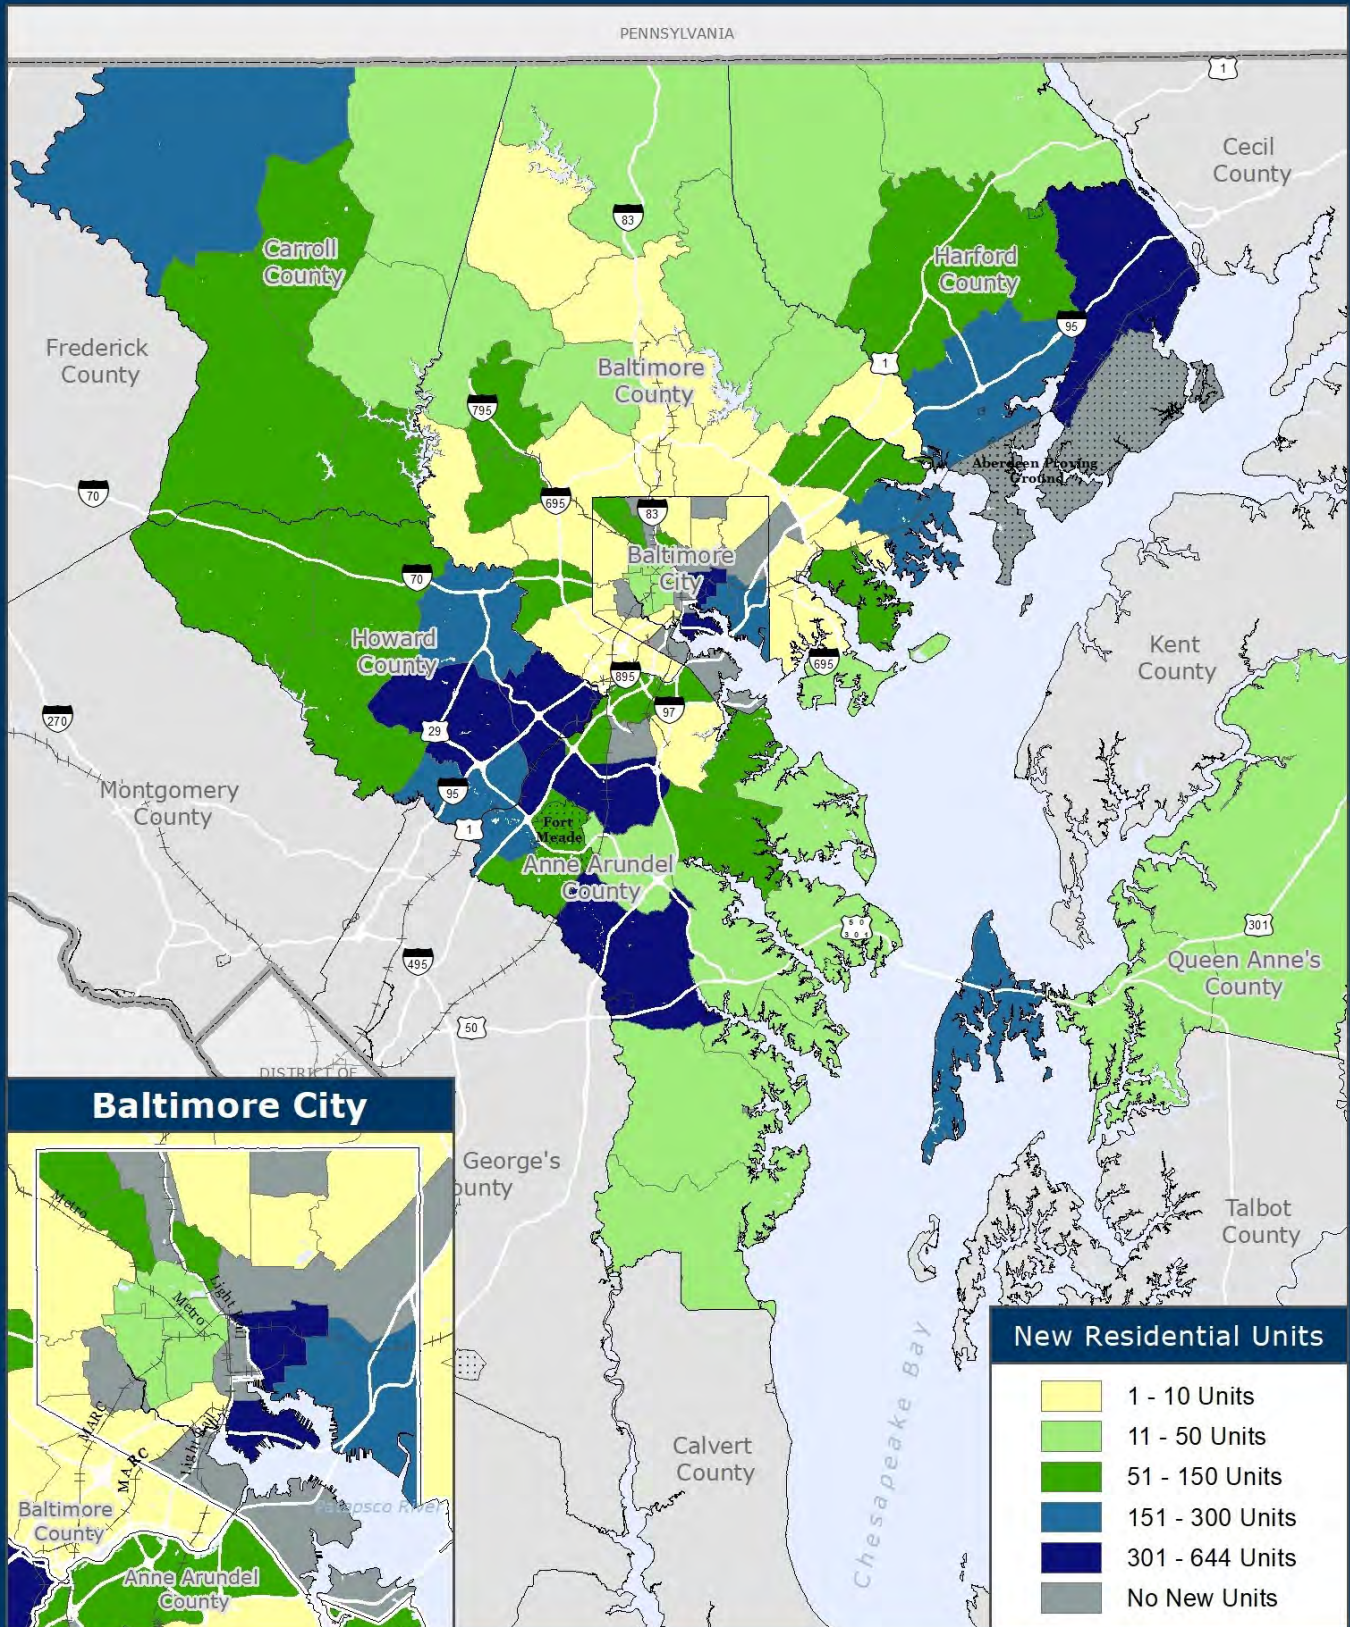 PENNSYLVANIA
1
Cecil
County
83
Carroll
County
Harford
County
95
Frederick
County
1
Baltimore
County
795
Aberdeen Proving
Ground
70
695
83
Baltimore
City
70
Howard
County
Kent
County
695
895
97
270
29
Montgomery
County
95
1
Fort
Meade
Anne Arundel
County
50
301
301
Queen Anne's
County
495
50
DISTRICT OF
Baltimore City
George's
ounty
Talbot
County
Metro
Light
Metro
MARC
MARC
Light Rail
Baltimore
County
Patapsco River
Anne Arundel
County
Calvert
County
Chesapeake Bay
New Residential Units
1 - 10 Units
11 - 50 Units
51 - 150 Units
151 - 300 Units
301 - 644 Units
No New Units